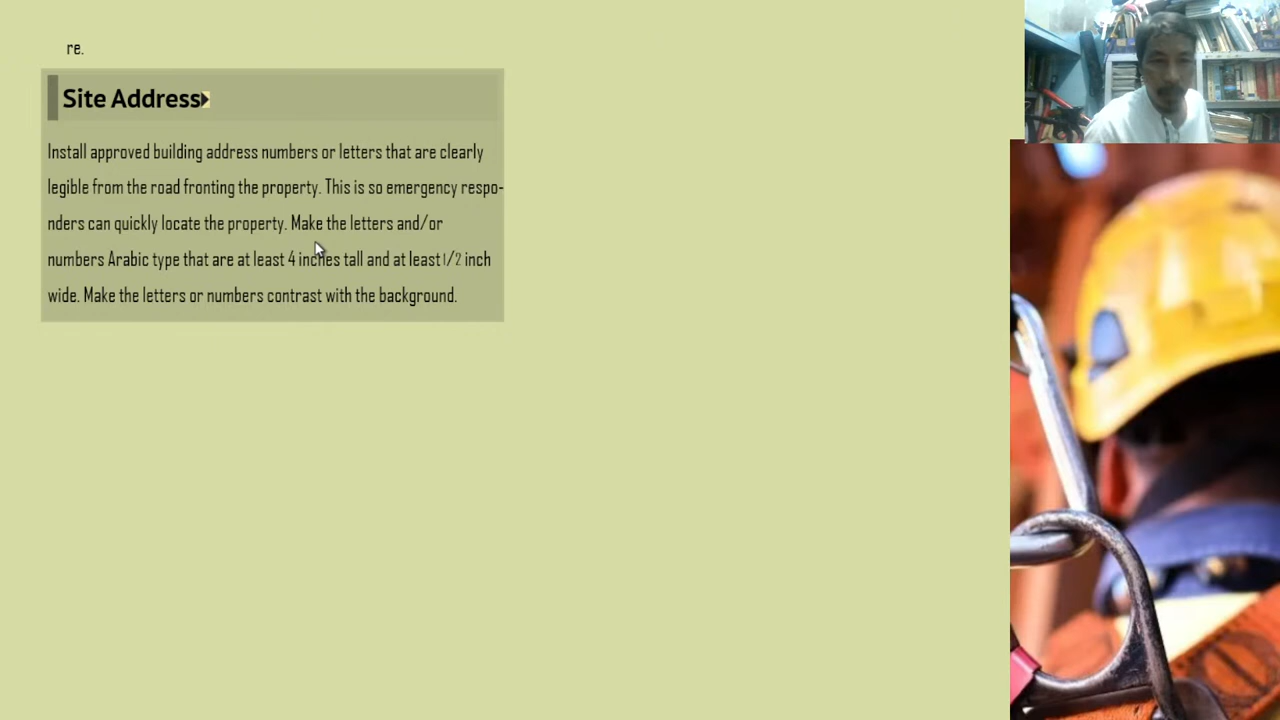 re.
Site Address
Install approved building address numbers or letters that are clearly
legible from the road fronting the property. This is so emergency respo-
nders can quickly locate the property. Make the letters and/or
numbers Arabic type that are at least 4 inches tall and at least 1/2 inch
wide. Make the letters or numbers contrast with the background.